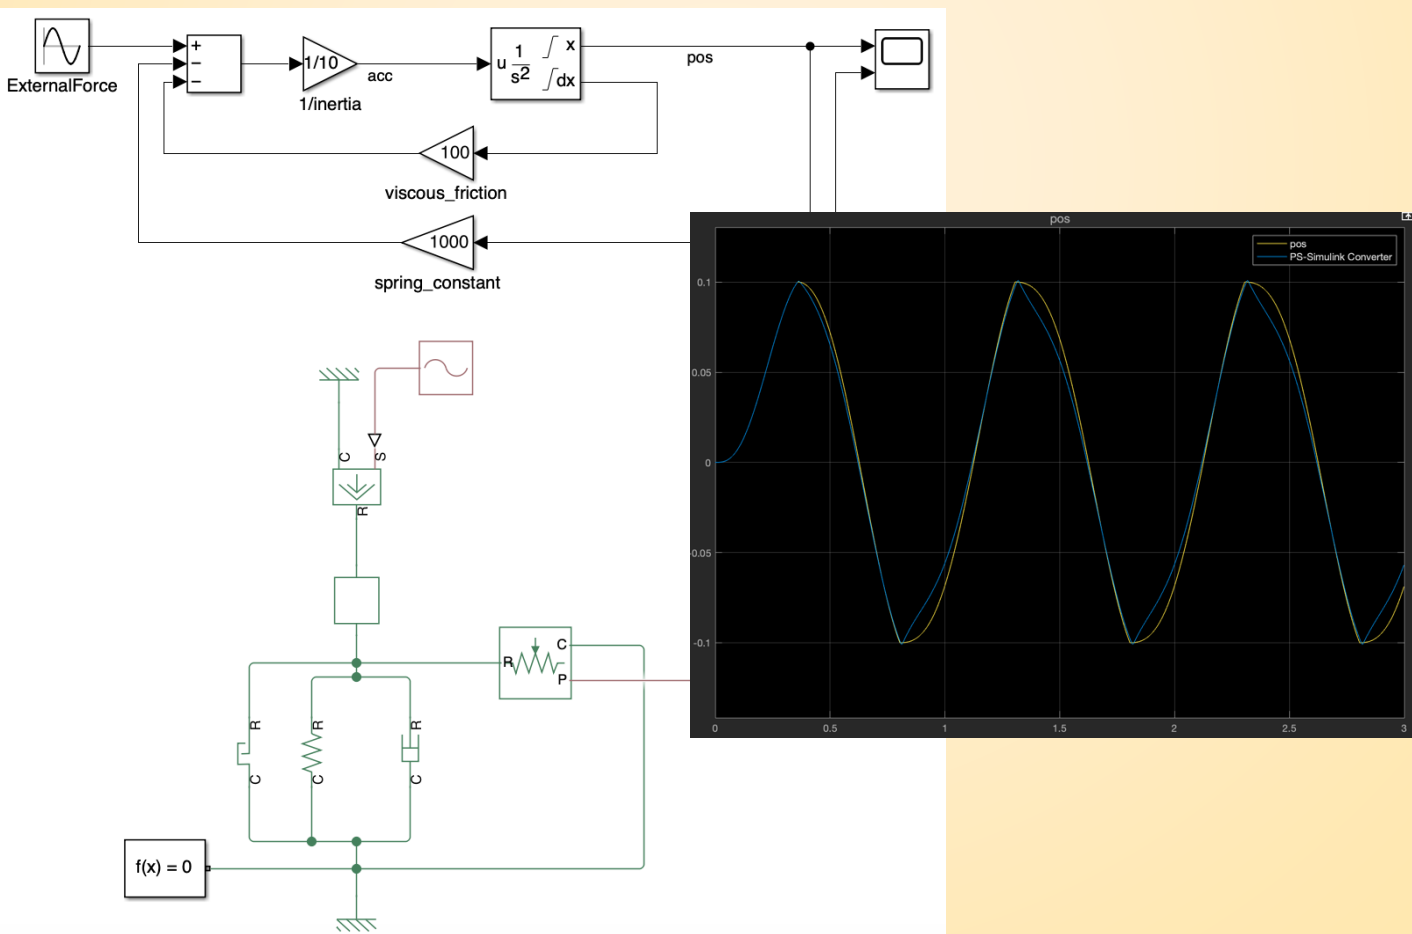 +
−
−
ExternalForce
1/10
1/inertia
acc
u 1/s2 ∫ x
∫dx
pos
100
viscous_friction
1000
spring_constant
C
S
R
R
C
P
R
R
R
C
C
C
f(x) = 0
pos
pos
PS-Simulink Converter
0.1
0.05
0
-0.05
-0.1
0
0.5
1
1.5
2
2.5
3